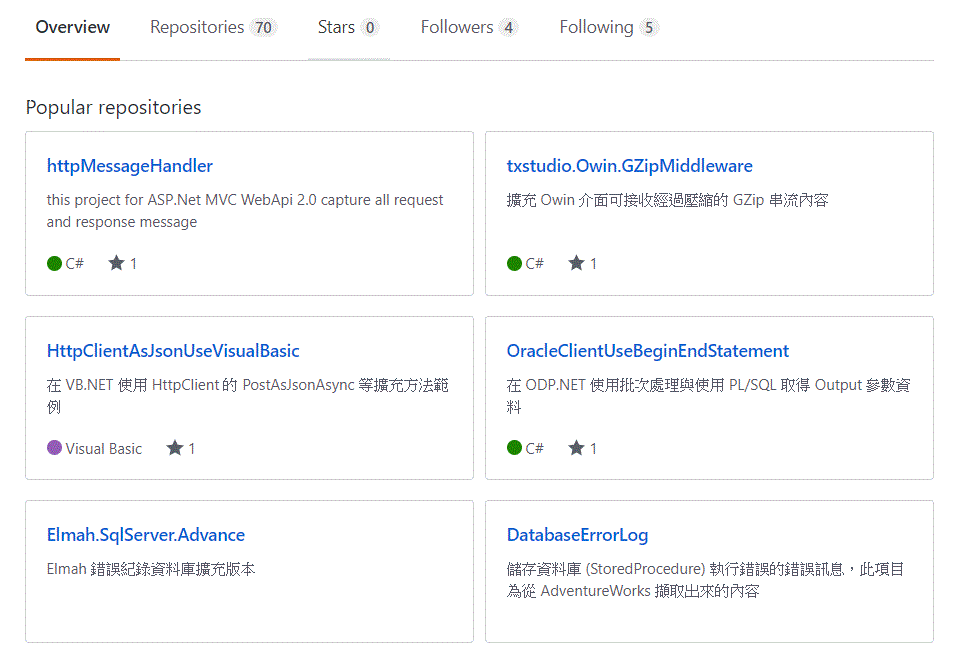 Overview Repositories 70 Stars 0 Followers 4 Following 5
Popular repositories
httpMessageHandler
this project for ASP.Net MVC WebApi 2.0 capture all request
and response message
C# 1
txstudio.Owin.GZipMiddleware
擴充 Owin 介面可接收經過壓縮的 GZip 串流內容
C# 1
HttpClientAsJsonUseVisualBasic
在 VB.NET 使用 HttpClient 的 PostAsJsonAsync 等擴充方法範
例
Visual Basic 1
OracleClientUseBeginEndStatement
在 ODP.NET 使用批次處理與使用 PL/SQL 取得 Output 參數資
料
C# 1
Elmah.SqlServer.Advance
Elmah 錯誤紀錄資料庫擴充版本
DatabaseErrorLog
儲存資料庫 (StoredProcedure) 執行錯誤的錯誤訊息，此項目
為從 AdventureWorks 擷取出來的內容